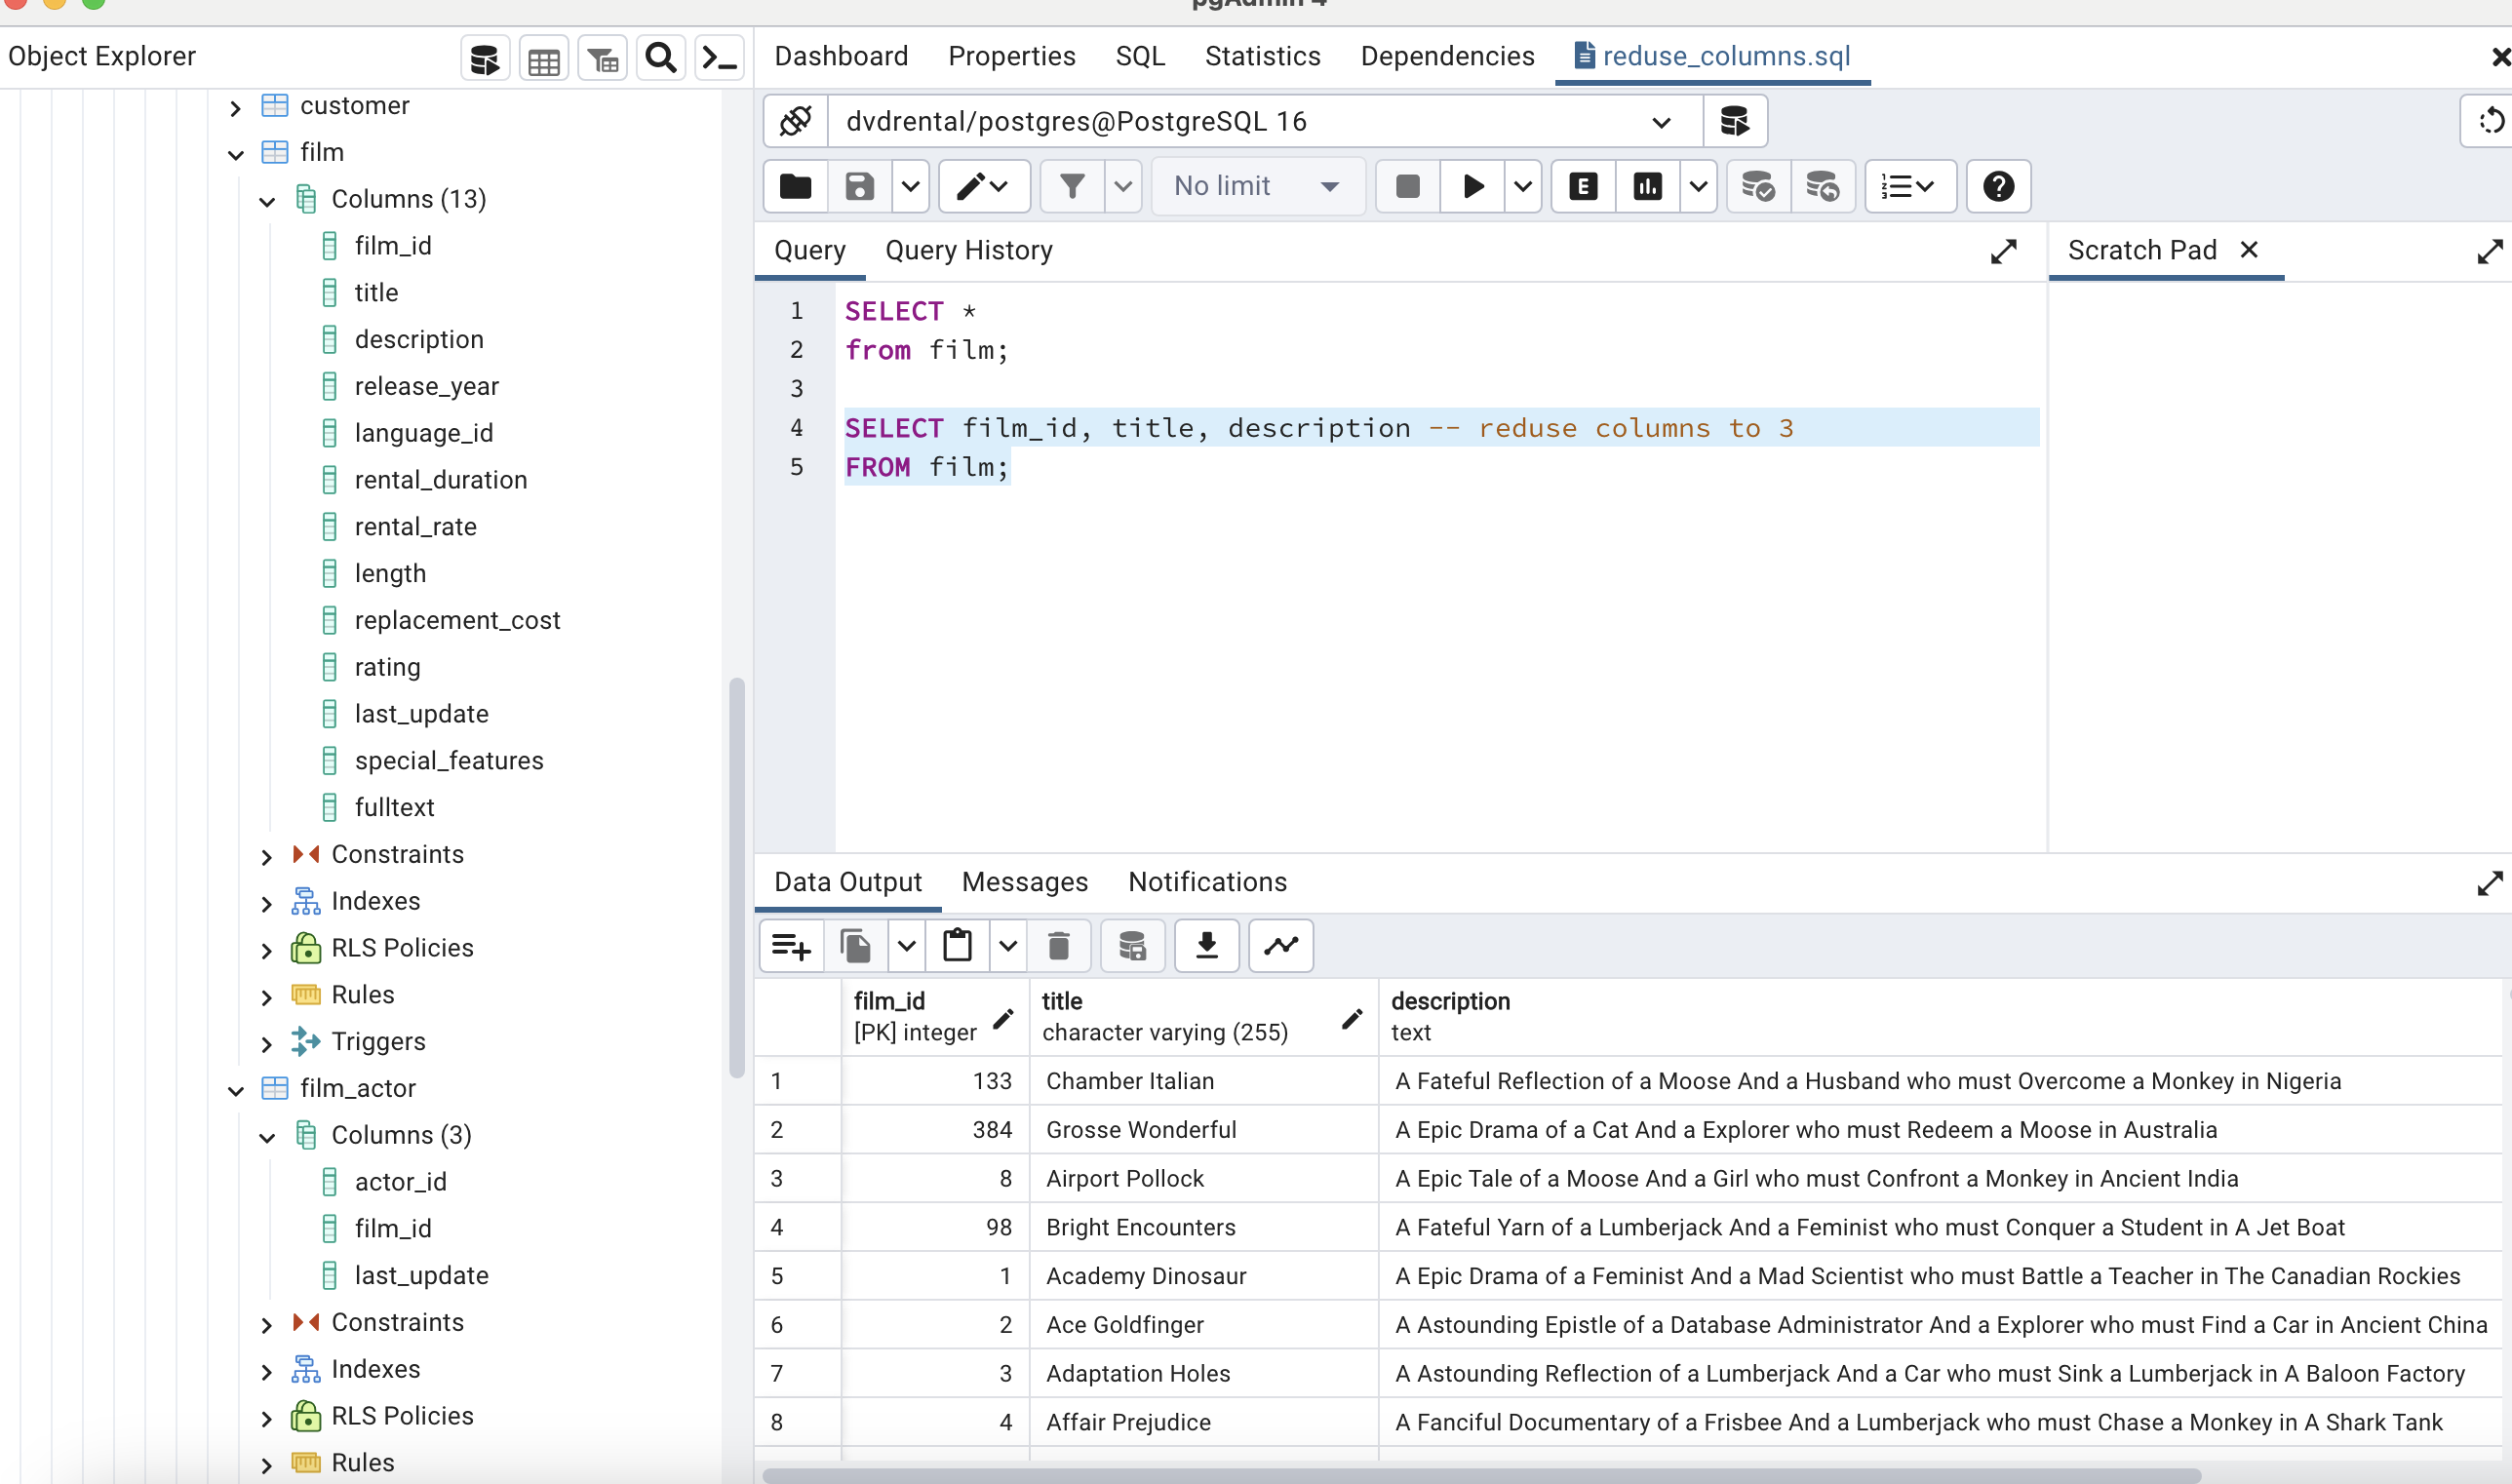 pgAdmin 4
Object Explorer
Dashboard Properties SQL Statistics Dependencies reduse_columns.sql
customer
film
Columns (13)
film_id
title
description
release_year
language_id
rental_duration
rental_rate
length
replacement_cost
rating
last_update
special_features
fulltext
Constraints
Indexes
RLS Policies
Rules
Triggers
film_actor
Columns (3)
actor_id
film_id
last_update
Constraints
Indexes
RLS Policies
Rules
dvdrental/postgres@PostgreSQL 16
No limit
E
Query Query History
Scratch Pad
1 SELECT *
2 from film;
3
4 SELECT film_id, title, description -- reduse columns to 3
5 FROM film;
Data Output Messages Notifications
film_id title description
[PK] integer character varying (255) text
1 133 Chamber Italian A Fateful Reflection of a Moose And a Husband who must Overcome a Monkey in Nigeria
2 384 Grosse Wonderful A Epic Drama of a Cat And a Explorer who must Redeem a Moose in Australia
3 8 Airport Pollock A Epic Tale of a Moose And a Girl who must Confront a Monkey in Ancient India
4 98 Bright Encounters A Fateful Yarn of a Lumberjack And a Feminist who must Conquer a Student in A Jet Boat
5 1 Academy Dinosaur A Epic Drama of a Feminist And a Mad Scientist who must Battle a Teacher in The Canadian Rockies
6 2 Ace Goldfinger A Astounding Epistle of a Database Administrator And a Explorer who must Find a Car in Ancient China
7 3 Adaptation Holes A Astounding Reflection of a Lumberjack And a Car who must Sink a Lumberjack in A Baloon Factory
8 4 Affair Prejudice A Fanciful Documentary of a Frisbee And a Lumberjack who must Chase a Monkey in A Shark Tank